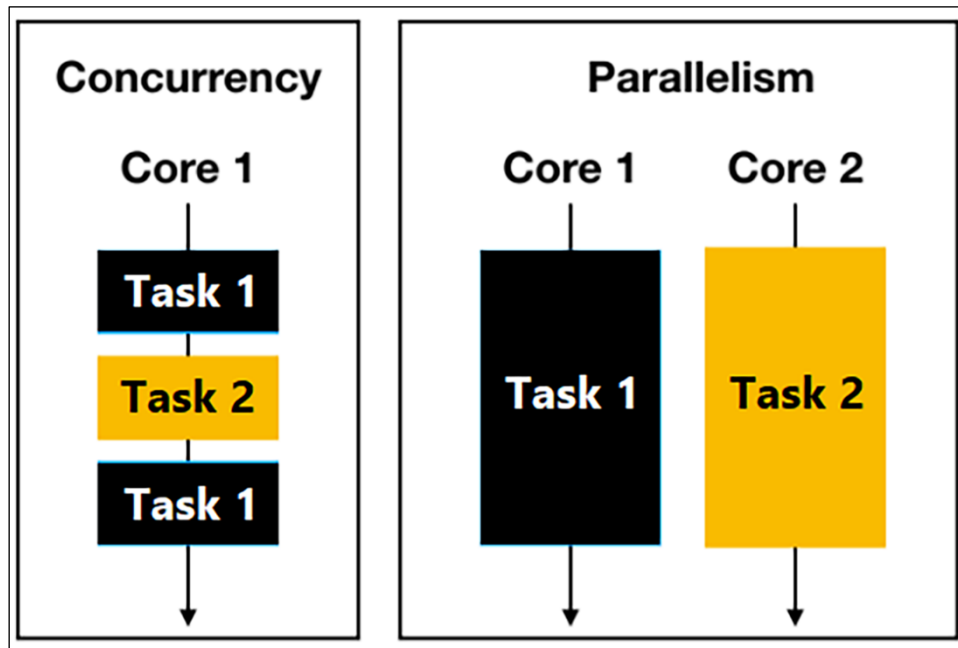 Concurrency
Core 1
Task 1
Task 2
Task 1
Parallelism
Core 1
Core 2
Task 1
Task 2